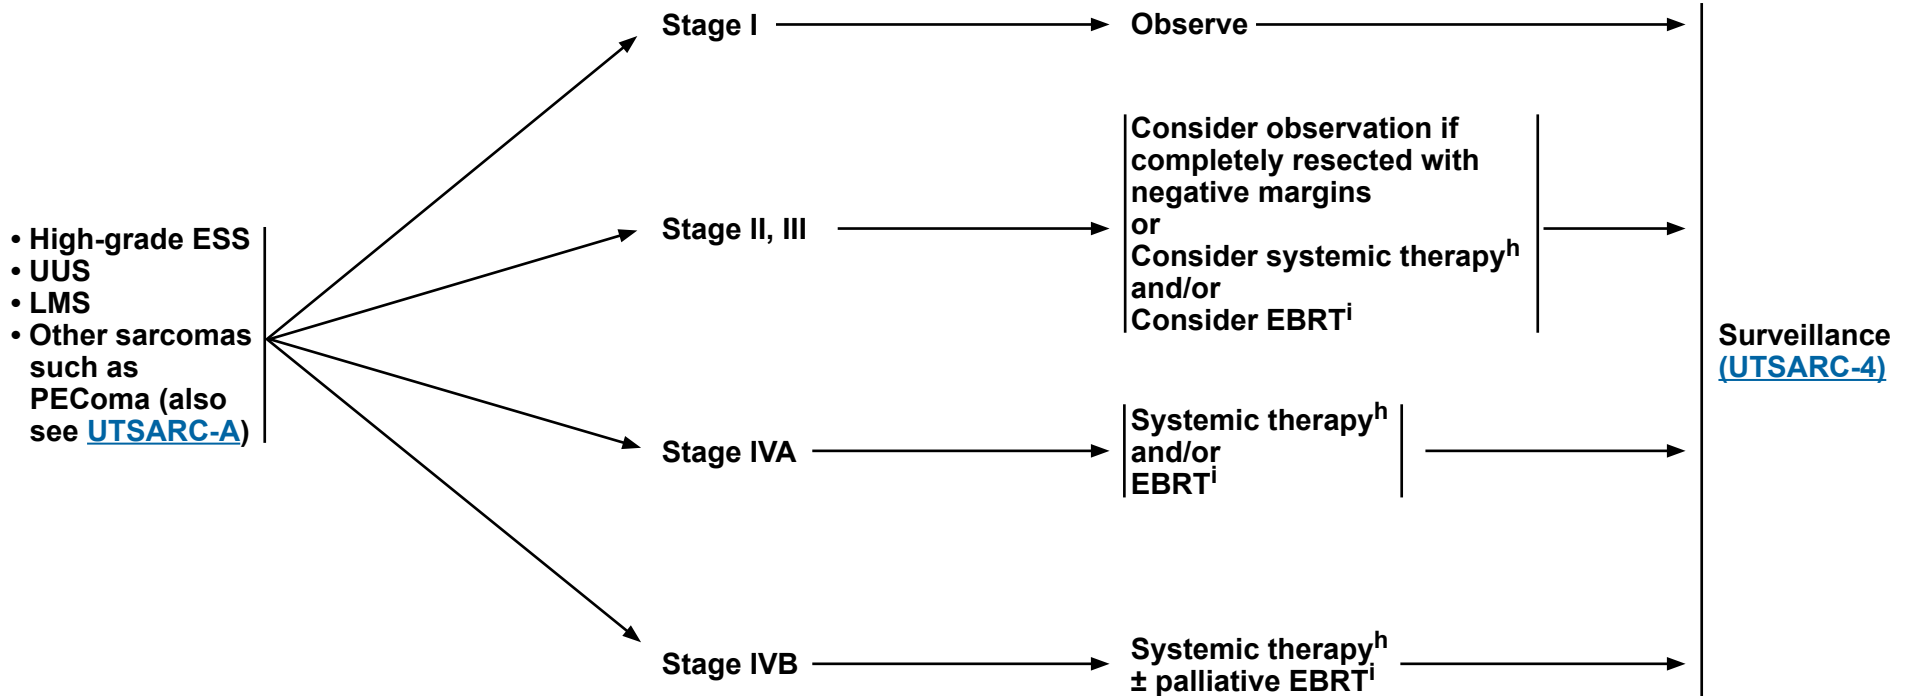 • High-grade ESS
• UUS
• LMS
• Other sarcomas
such as
PEComa (also
see UTSARC-A)
Stage I
Observe
Stage II, III
Consider observation if
completely resected with
negative margins
or
Consider systemic therapyh
and/or
Consider EBRTi
Stage IVA
Systemic therapyh
and/or
EBRTi
Stage IVB
Systemic therapyh
± palliative EBRTi
Surveillance
(UTSARC-4)